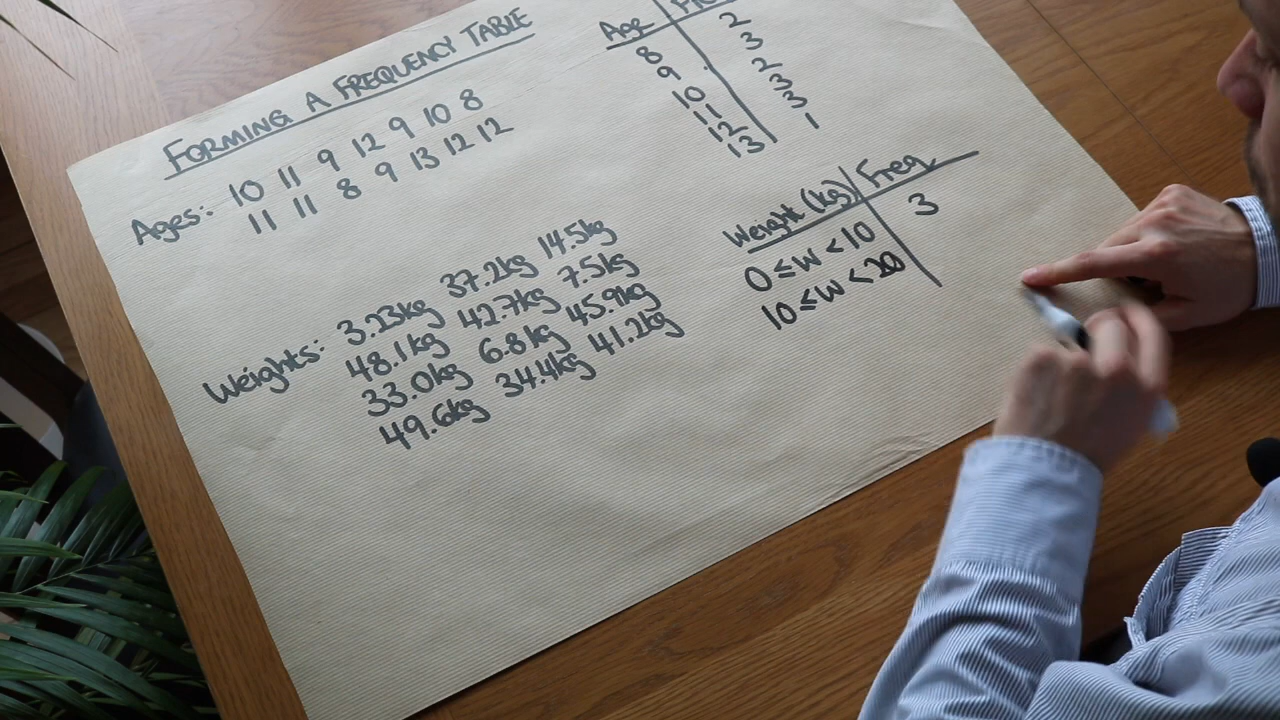 FORMING A FREQUENCY TABLE
Ages: 10 11 9 12 9 10 8
11 11 8 9 13 12 12
Weights: 3.23kg 37.2kg 14.5kg
48.1kg 42.7kg 7.5kg
33.0kg 6.8kg 45.9kg
49.6kg 34.4kg 41.2kg
Age
8 2
9 3
10 2
11 3
12 3
13 1
Weight (kg) Freq
0 ≤ W < 10 3
10 ≤ W < 20